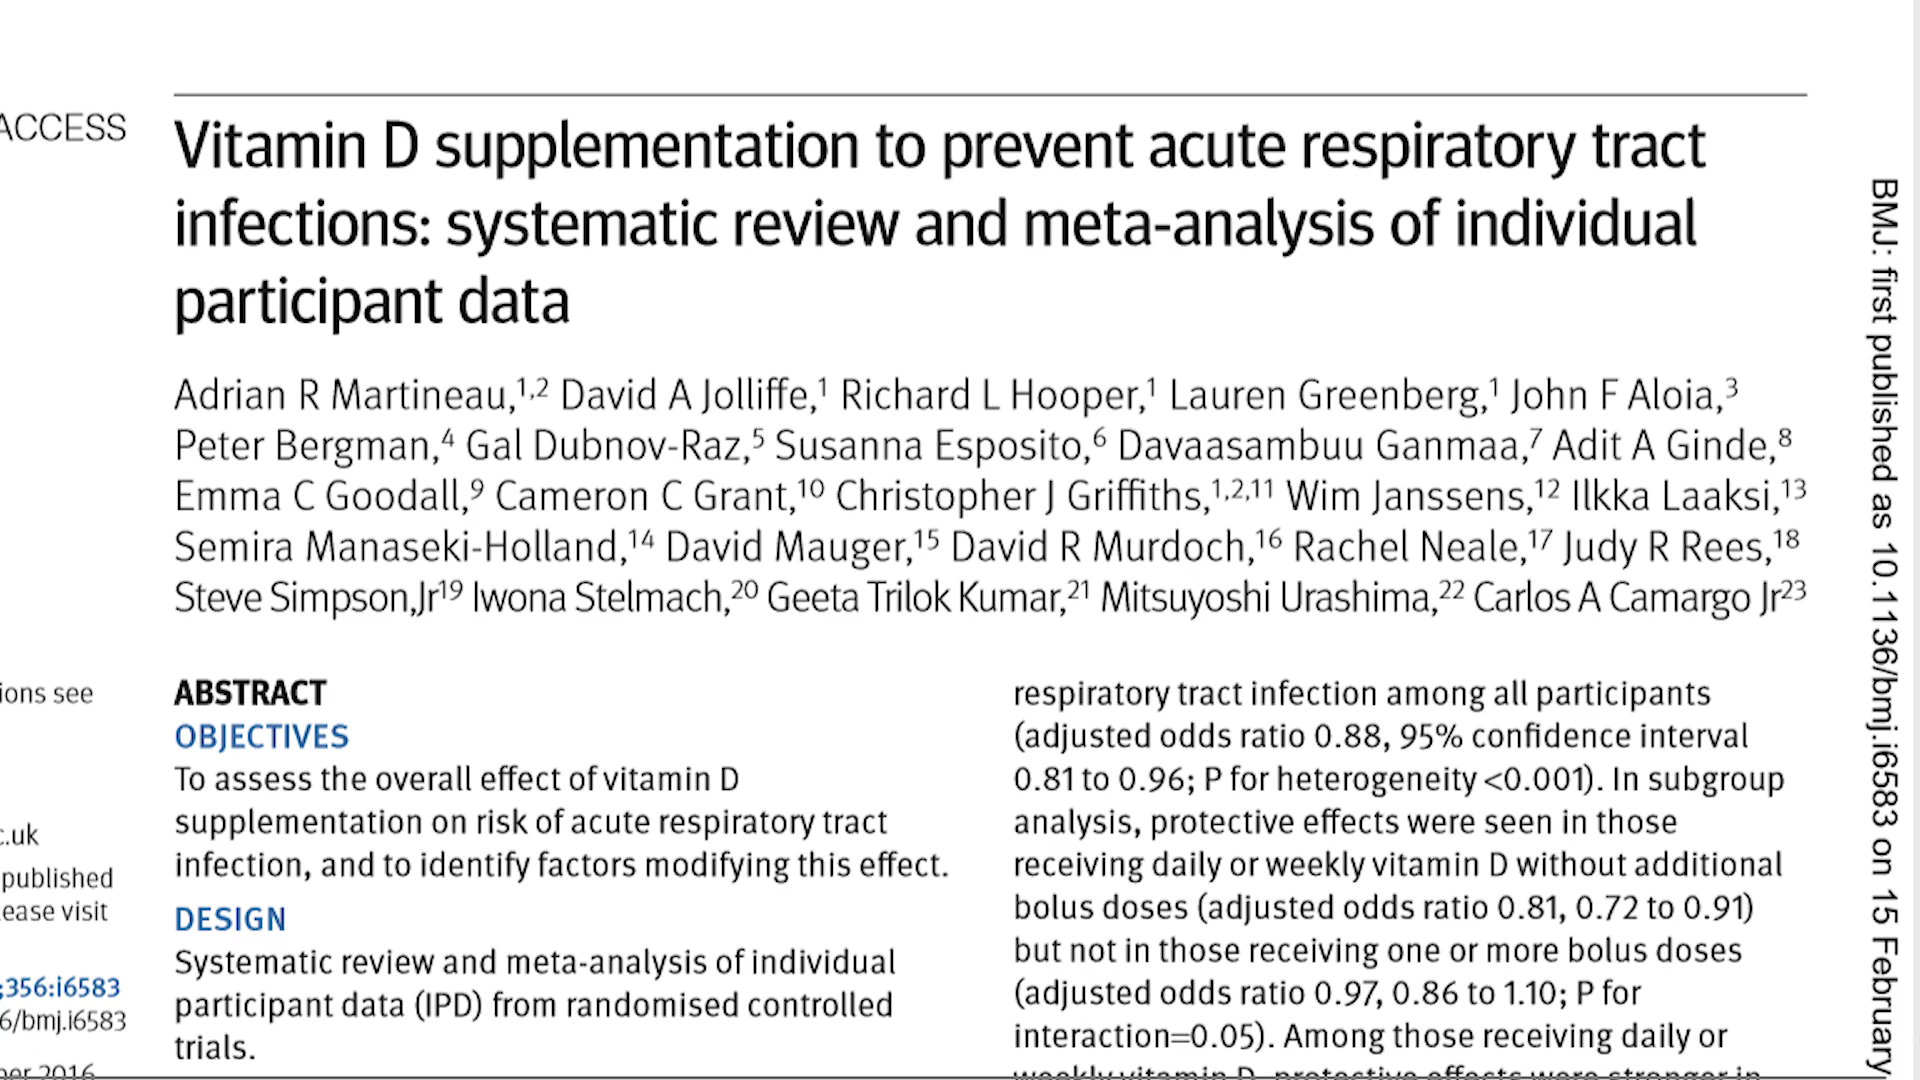 ACCESS
Vitamin D supplementation to prevent acute respiratory tract
infections: systematic review and meta-analysis of individual
participant data
Adrian R Martineau,1,2 David A Jolliffe,1 Richard L Hooper,1 Lauren Greenberg,1 John F Aloia,3
Peter Bergman,4 Gal Dubnov-Raz,5 Susanna Esposito,6 Davaasambuu Ganmaa,7 Adit A Ginde,8
Emma C Goodall,9 Cameron C Grant,10 Christopher J Griffiths,1,2,11 Wim Janssens,12 Ilkka Laaksi,13
Semira Manaseki-Holland,14 David Mauger,15 David R Murdoch,16 Rachel Neale,17 Judy R Rees,18
Steve Simpson,Jr19 Iwona Stelmach,20 Geeta Trilok Kumar,21 Mitsuyoshi Urashima,22 Carlos A Camargo Jr23
ions see
c.uk
published
ease visit
;356:i6583
6/bmj.i6583
ber 2016
ABSTRACT
OBJECTIVES
To assess the overall effect of vitamin D
supplementation on risk of acute respiratory tract
infection, and to identify factors modifying this effect.
DESIGN
Systematic review and meta-analysis of individual
participant data (IPD) from randomised controlled
trials.
respiratory tract infection among all participants
(adjusted odds ratio 0.88, 95% confidence interval
0.81 to 0.96; P for heterogeneity <0.001). In subgroup
analysis, protective effects were seen in those
receiving daily or weekly vitamin D without additional
bolus doses (adjusted odds ratio 0.81, 0.72 to 0.91)
but not in those receiving one or more bolus doses
(adjusted odds ratio 0.97, 0.86 to 1.10; P for
interaction=0.05). Among those receiving daily or
weekly vitamin D, protective effects were stronger in
BMJ: first published as 10.1136/bmj.i6583 on 15 February